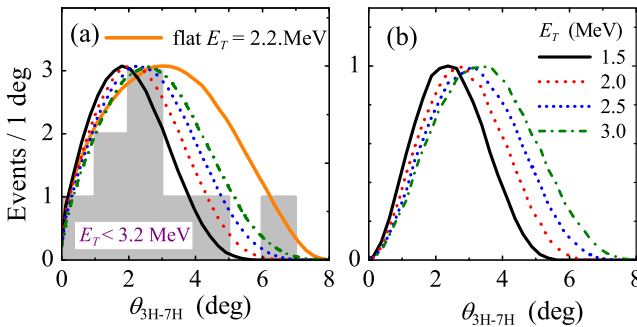 (a)
flat E_T = 2.2.MeV
E_T < 3.2 MeV
Events / 1 deg
0
1
2
3
0 2 4 6 8
θ3H-7H (deg)
(b)
E_T (MeV)
1.5
2.0
2.5
3.0
0
1
0 2 4 6 8
θ3H-7H (deg)